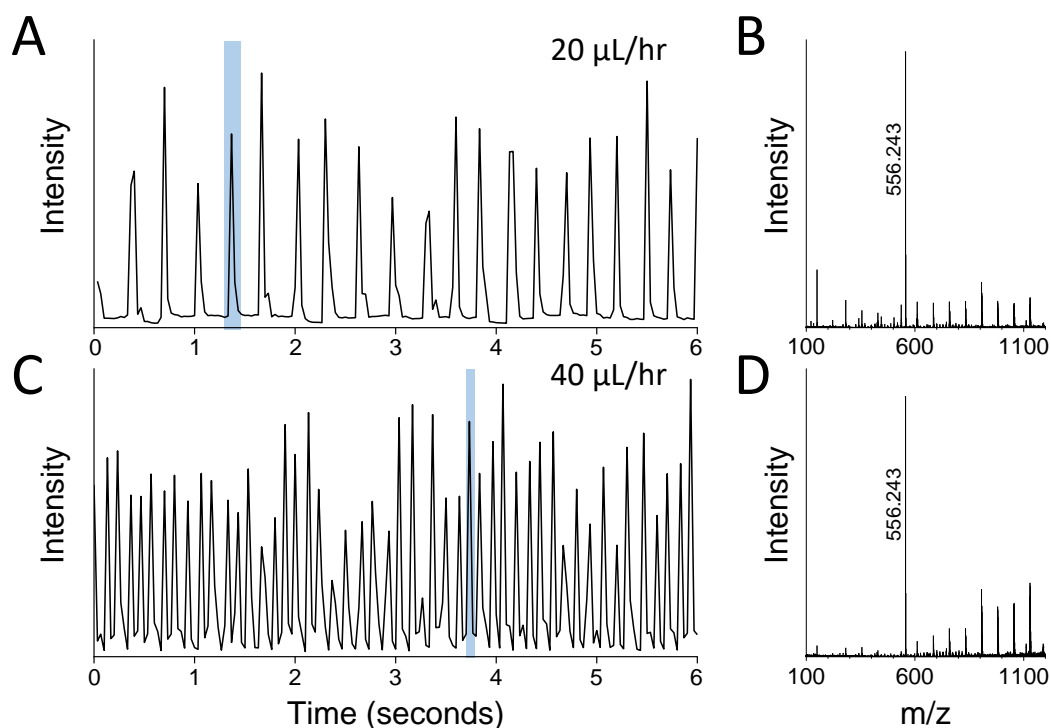 A
20 µL/hr
Intensity
0 1 2 3 4 5 6
B
Intensity
556.243
100 600 1100
C
40 µL/hr
Intensity
0 1 2 3 4 5 6
Time (seconds)
D
Intensity
556.243
100 600 1100
m/z